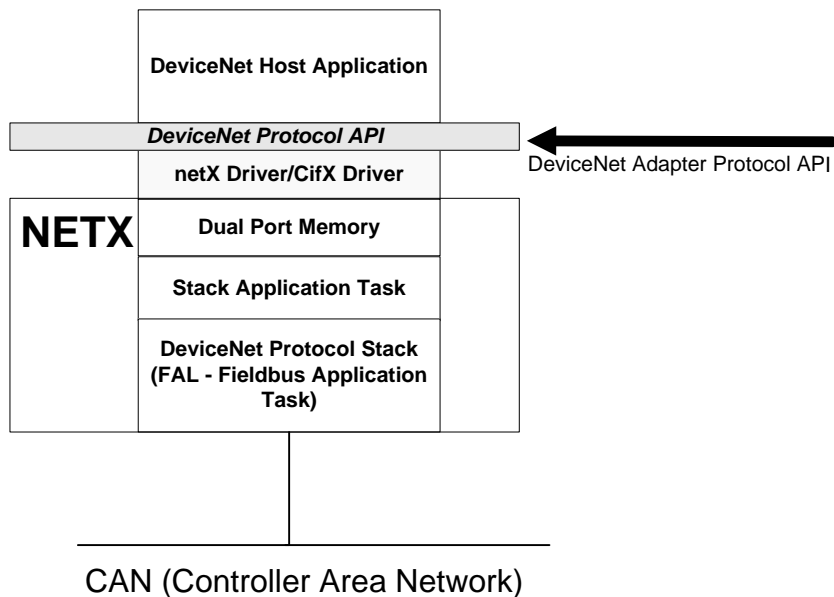 DeviceNet Host Application
DeviceNet Protocol API
DeviceNet Adapter Protocol API
netX Driver/CifX Driver
NETX
Dual Port Memory
Stack Application Task
DeviceNet Protocol Stack
(FAL - Fieldbus Application
Task)
CAN (Controller Area Network)